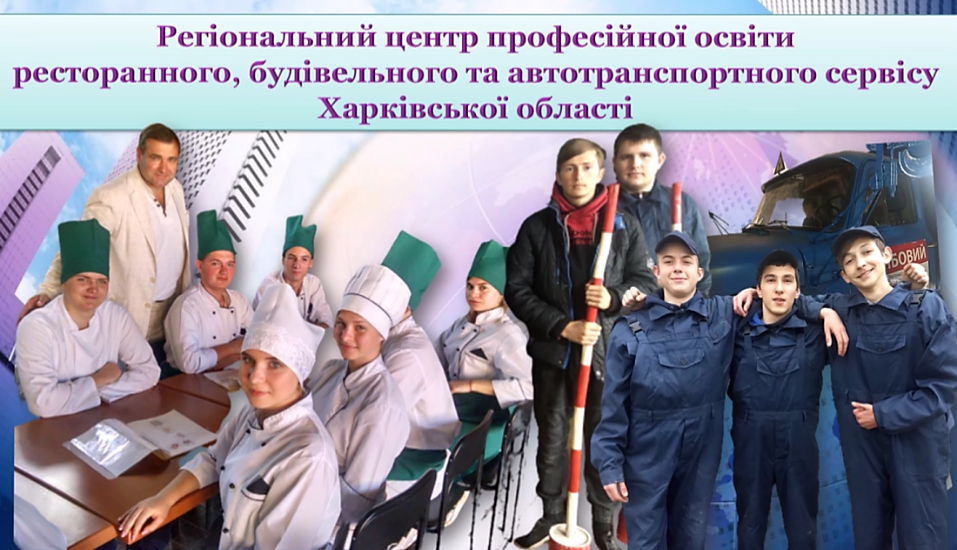 Регіональний центр професійної освіти
ресторанного, будівельного та автотранспортного сервісу
Харківської області